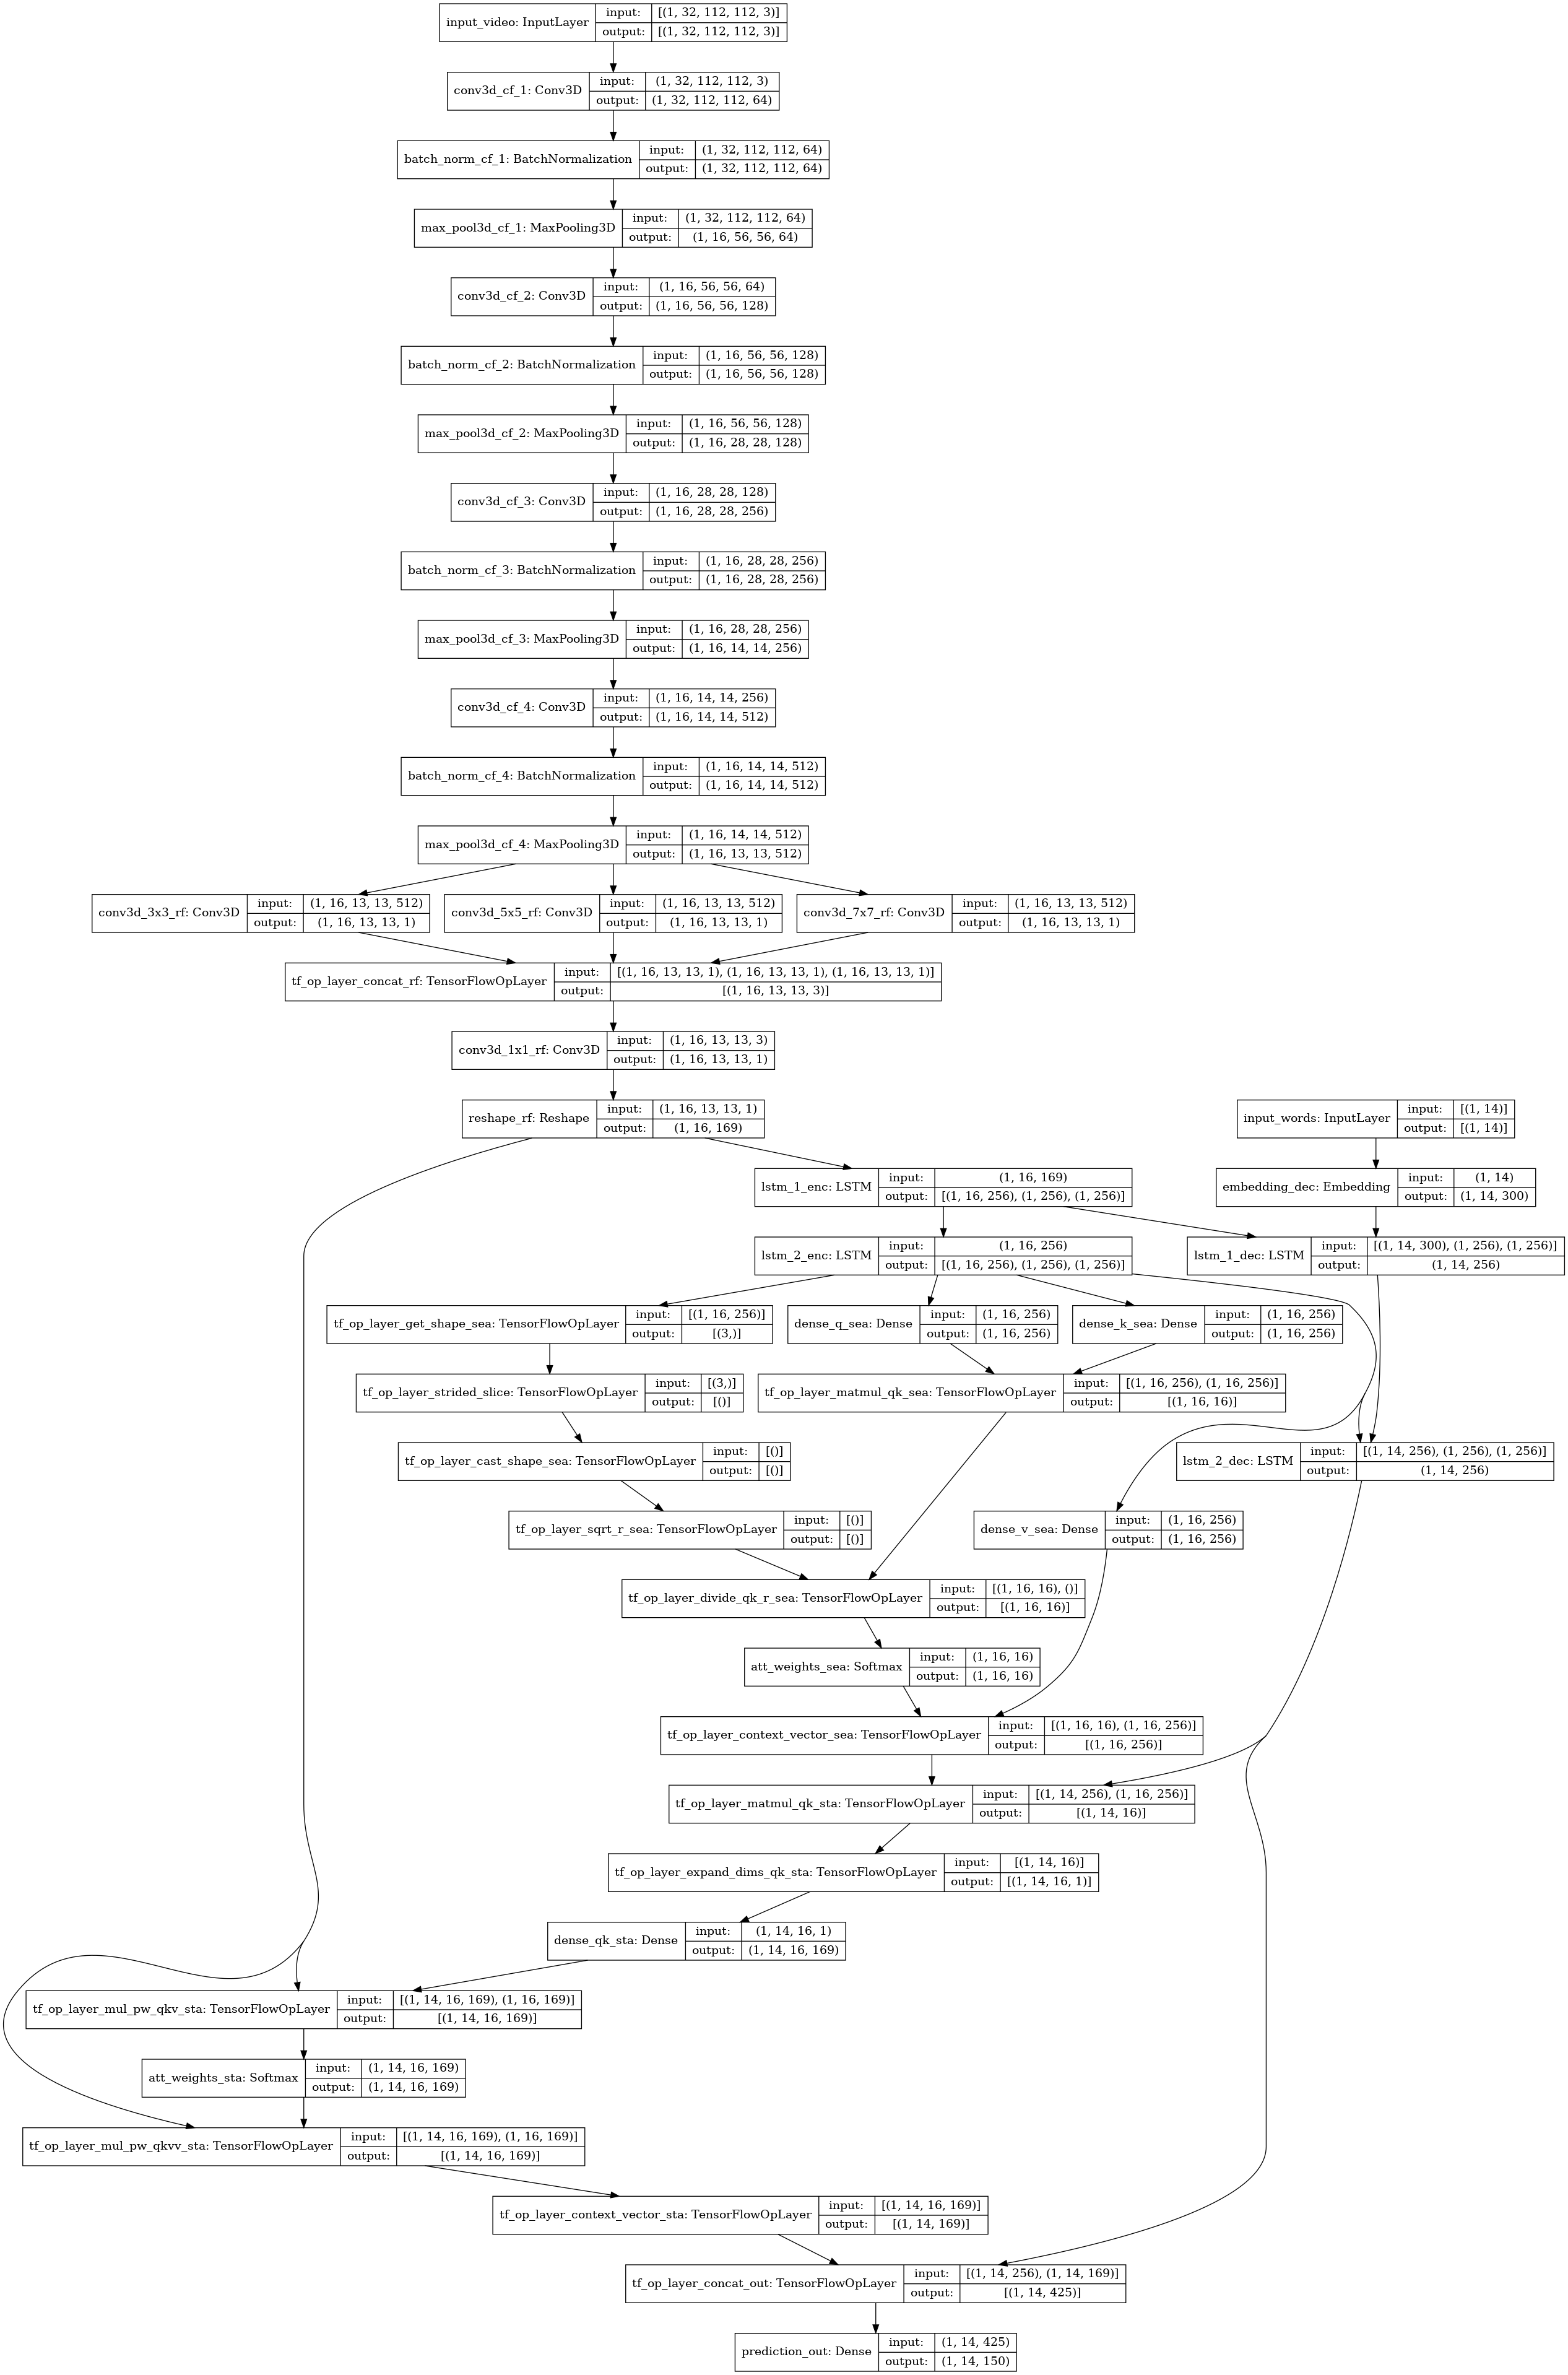 input_video: InputLayer
input: [(1, 32, 112, 112, 3)]
output: [(1, 32, 112, 112, 3)]
conv3d_cf_1: Conv3D
input: (1, 32, 112, 112, 3)
output: (1, 32, 112, 112, 64)
batch_norm_cf_1: BatchNormalization
input: (1, 32, 112, 112, 64)
output: (1, 32, 112, 112, 64)
max_pool3d_cf_1: MaxPooling3D
input: (1, 32, 112, 112, 64)
output: (1, 16, 56, 56, 64)
conv3d_cf_2: Conv3D
input: (1, 16, 56, 56, 64)
output: (1, 16, 56, 56, 128)
batch_norm_cf_2: BatchNormalization
input: (1, 16, 56, 56, 128)
output: (1, 16, 56, 56, 128)
max_pool3d_cf_2: MaxPooling3D
input: (1, 16, 56, 56, 128)
output: (1, 16, 28, 28, 128)
conv3d_cf_3: Conv3D
input: (1, 16, 28, 28, 128)
output: (1, 16, 28, 28, 256)
batch_norm_cf_3: BatchNormalization
input: (1, 16, 28, 28, 256)
output: (1, 16, 28, 28, 256)
max_pool3d_cf_3: MaxPooling3D
input: (1, 16, 28, 28, 256)
output: (1, 16, 14, 14, 256)
conv3d_cf_4: Conv3D
input: (1, 16, 14, 14, 256)
output: (1, 16, 14, 14, 512)
batch_norm_cf_4: BatchNormalization
input: (1, 16, 14, 14, 512)
output: (1, 16, 14, 14, 512)
max_pool3d_cf_4: MaxPooling3D
input: (1, 16, 14, 14, 512)
output: (1, 16, 13, 13, 512)
conv3d_3x3_rf: Conv3D
input: (1, 16, 13, 13, 512)
output: (1, 16, 13, 13, 1)
conv3d_5x5_rf: Conv3D
input: (1, 16, 13, 13, 512)
output: (1, 16, 13, 13, 1)
conv3d_7x7_rf: Conv3D
input: (1, 16, 13, 13, 512)
output: (1, 16, 13, 13, 1)
tf_op_layer_concat_rf: TensorFlowOpLayer
input: [(1, 16, 13, 13, 1), (1, 16, 13, 13, 1), (1, 16, 13, 13, 1)]
output: [(1, 16, 13, 13, 3)]
conv3d_1x1_rf: Conv3D
input: (1, 16, 13, 13, 3)
output: (1, 16, 13, 13, 1)
reshape_rf: Reshape
input: (1, 16, 13, 13, 1)
output: (1, 16, 169)
input_words: InputLayer
input: [(1, 14)]
output: [(1, 14)]
lstm_1_enc: LSTM
input: (1, 16, 169)
output: [(1, 16, 256), (1, 256), (1, 256)]
embedding_dec: Embedding
input: (1, 14)
output: (1, 14, 300)
lstm_2_enc: LSTM
input: (1, 16, 256)
output: [(1, 16, 256), (1, 256), (1, 256)]
lstm_1_dec: LSTM
input: [(1, 14, 300), (1, 256), (1, 256)]
output: (1, 14, 256)
tf_op_layer_get_shape_sea: TensorFlowOpLayer
input: [(1, 16, 256)]
output: [(3,)]
dense_q_sea: Dense
input: (1, 16, 256)
output: (1, 16, 256)
dense_k_sea: Dense
input: (1, 16, 256)
output: (1, 16, 256)
tf_op_layer_strided_slice: TensorFlowOpLayer
input: [(3,)]
output: [()]
tf_op_layer_matmul_qk_sea: TensorFlowOpLayer
input: [(1, 16, 256), (1, 16, 256)]
output: [(1, 16, 16)]
tf_op_layer_cast_shape_sea: TensorFlowOpLayer
input: [()]
output: [()]
lstm_2_dec: LSTM
input: [(1, 14, 256), (1, 256), (1, 256)]
output: (1, 14, 256)
tf_op_layer_sqrt_r_sea: TensorFlowOpLayer
input: [()]
output: [()]
dense_v_sea: Dense
input: (1, 16, 256)
output: (1, 16, 256)
tf_op_layer_divide_qk_r_sea: TensorFlowOpLayer
input: [(1, 16, 16), ()]
output: [(1, 16, 16)]
att_weights_sea: Softmax
input: (1, 16, 16)
output: (1, 16, 16)
tf_op_layer_context_vector_sea: TensorFlowOpLayer
input: [(1, 16, 16), (1, 16, 256)]
output: [(1, 16, 256)]
tf_op_layer_matmul_qk_sta: TensorFlowOpLayer
input: [(1, 14, 256), (1, 16, 256)]
output: [(1, 14, 16)]
tf_op_layer_expand_dims_qk_sta: TensorFlowOpLayer
input: [(1, 14, 16)]
output: [(1, 14, 16, 1)]
dense_qk_sta: Dense
input: (1, 14, 16, 1)
output: (1, 14, 16, 169)
tf_op_layer_mul_pw_qkv_sta: TensorFlowOpLayer
input: [(1, 14, 16, 169), (1, 16, 169)]
output: [(1, 14, 16, 169)]
att_weights_sta: Softmax
input: (1, 14, 16, 169)
output: (1, 14, 16, 169)
tf_op_layer_mul_pw_qkvv_sta: TensorFlowOpLayer
input: [(1, 14, 16, 169), (1, 16, 169)]
output: [(1, 14, 16, 169)]
tf_op_layer_context_vector_sta: TensorFlowOpLayer
input: [(1, 14, 16, 169)]
output: [(1, 14, 169)]
tf_op_layer_concat_out: TensorFlowOpLayer
input: [(1, 14, 256), (1, 14, 169)]
output: [(1, 14, 425)]
prediction_out: Dense
input: (1, 14, 425)
output: (1, 14, 150)